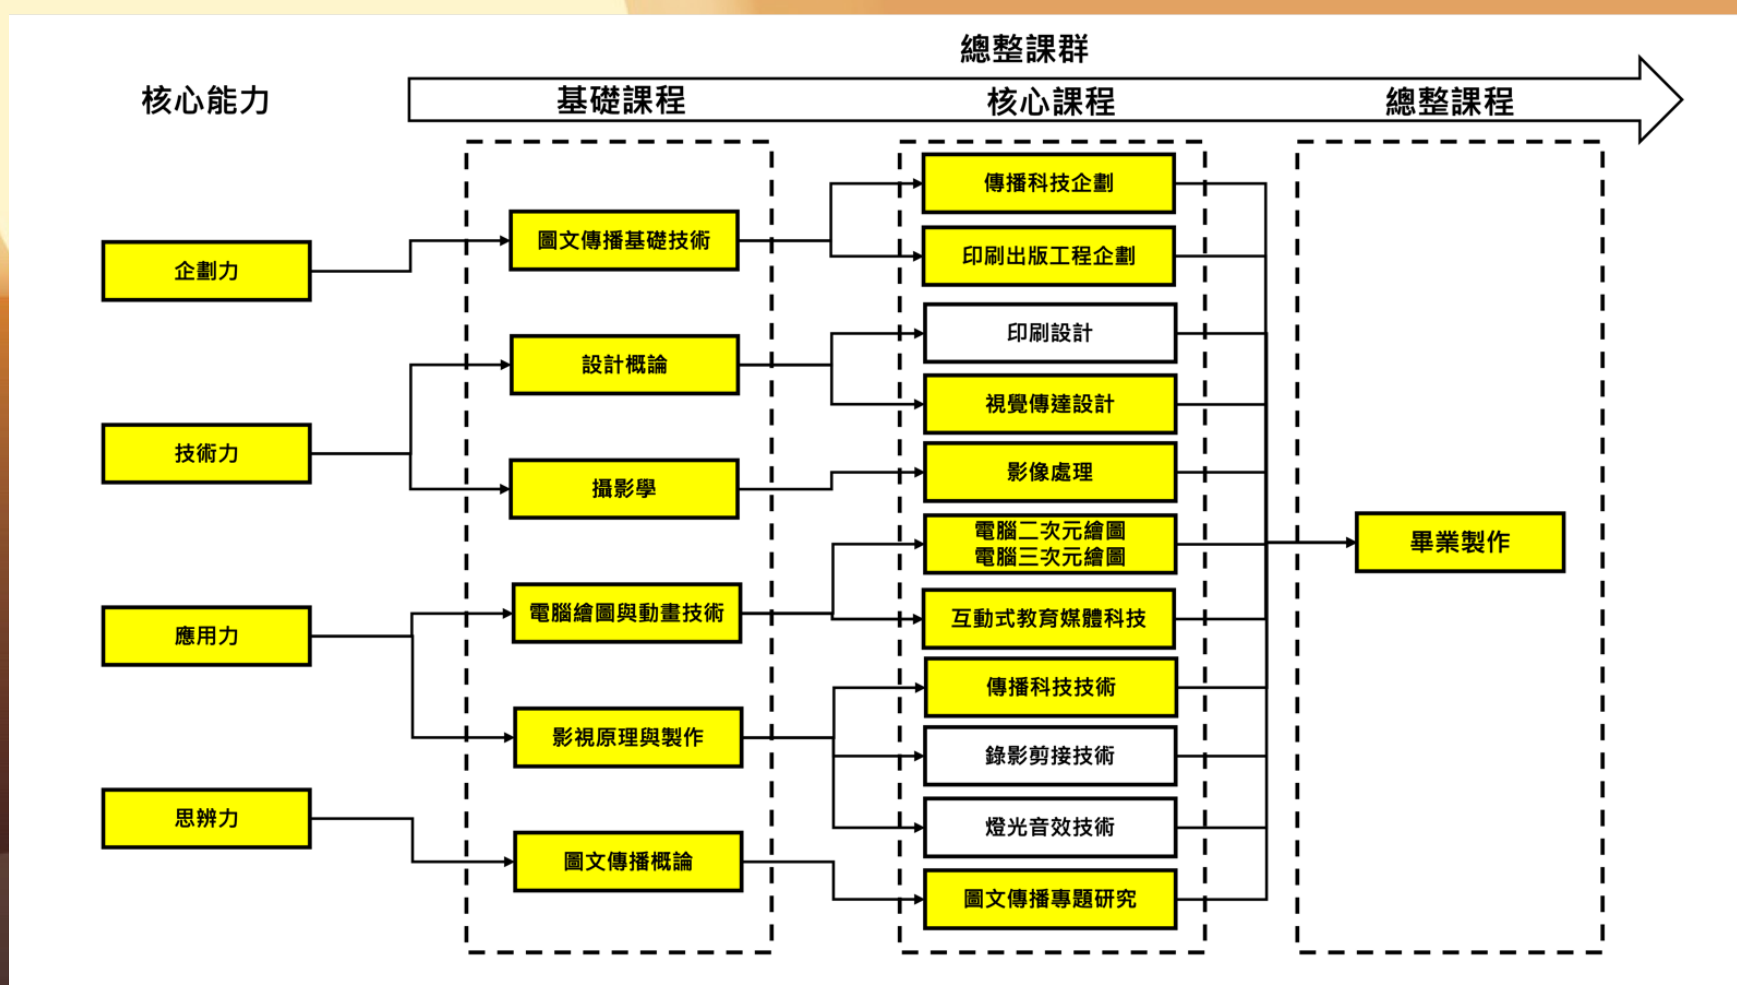 總整課群
核心能力
基礎課程
核心課程
總整課程
企劃力
技術力
應用力
思辨力
圖文傳播基礎技術
設計概論
攝影學
電腦繪圖與動畫技術
影視原理與製作
圖文傳播概論
傳播科技企劃
印刷出版工程企劃
印刷設計
視覺傳達設計
影像處理
電腦二次元繪圖
電腦三次元繪圖
互動式教育媒體科技
傳播科技技術
錄影剪接技術
燈光音效技術
圖文傳播專題研究
畢業製作